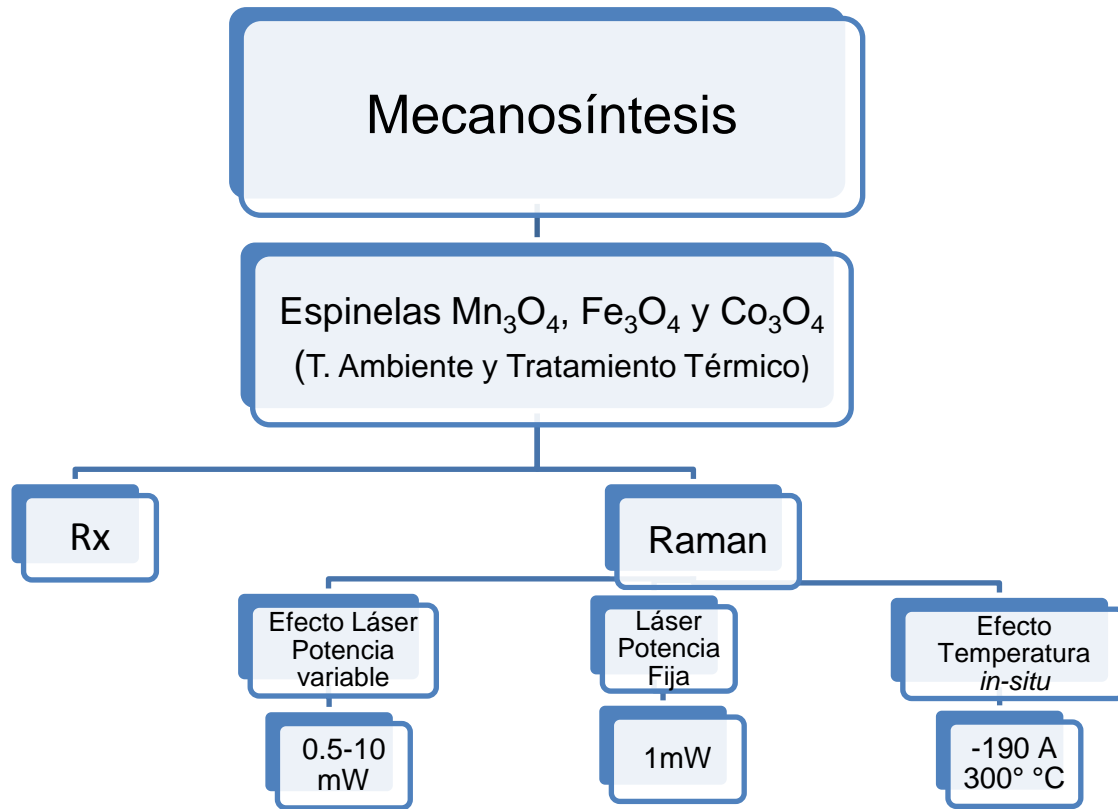 Mecanosíntesis
Espinelas Mn₃O₄, Fe₃O₄ y Co₃O₄
(T. Ambiente y Tratamiento Térmico)
Rx
Raman
Efecto Láser
Potencia
variable
Láser
Potencia
Fija
Efecto
Temperatura
in-situ
0.5-10
mW
1mW
-190 A
300° °C